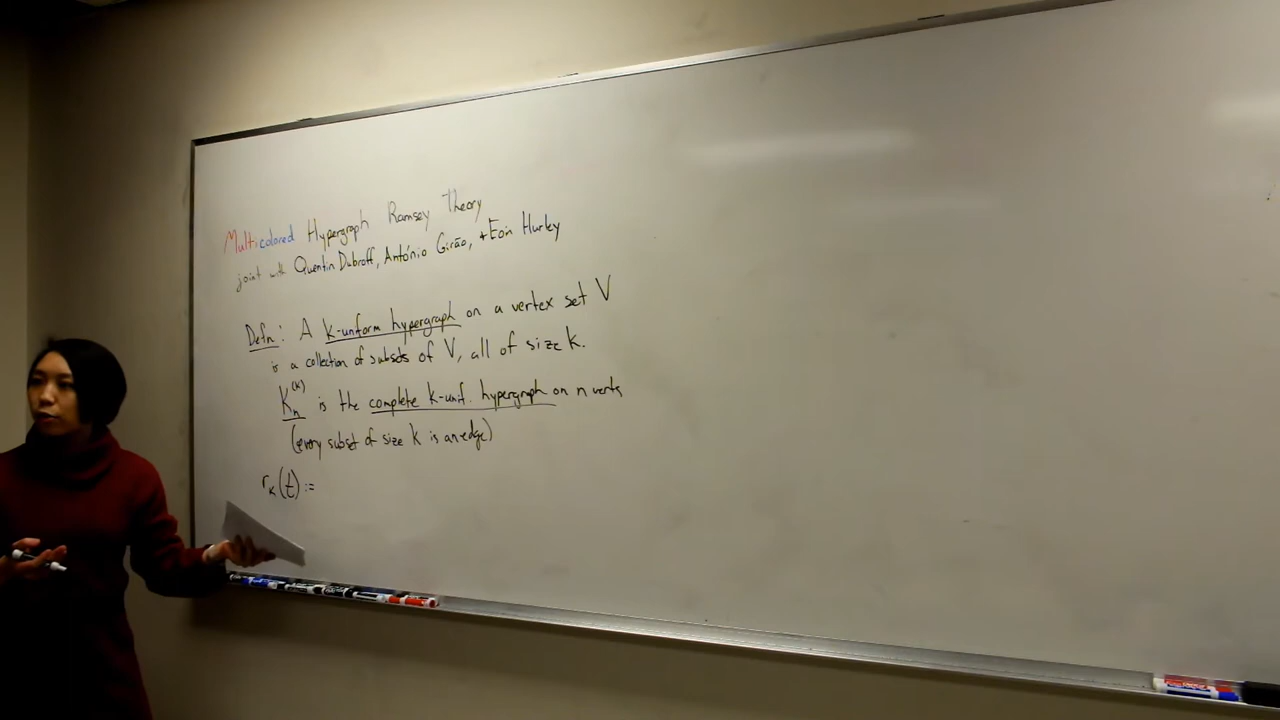 Multicolored Hypergraph Ramsey Theory
joint with Quentin Dubroff, António Girão, + Eoin Hurley
Defn: A k-uniform hypergraph on a vertex set V
is a collection of subsets of V, all of size k.
K_n^(k) is the complete k-unif. hypergraph on n verts
(every subset of size k is an edge)
r_k(t) :=